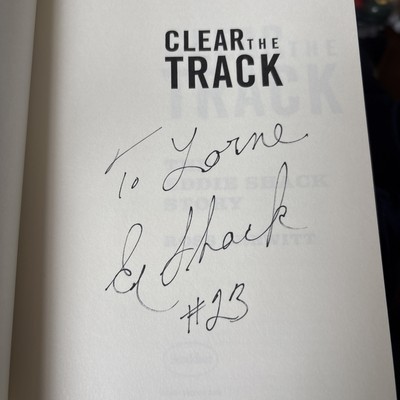 CLEAR THE
TRACK
To Lorne
Ed Shack
#23